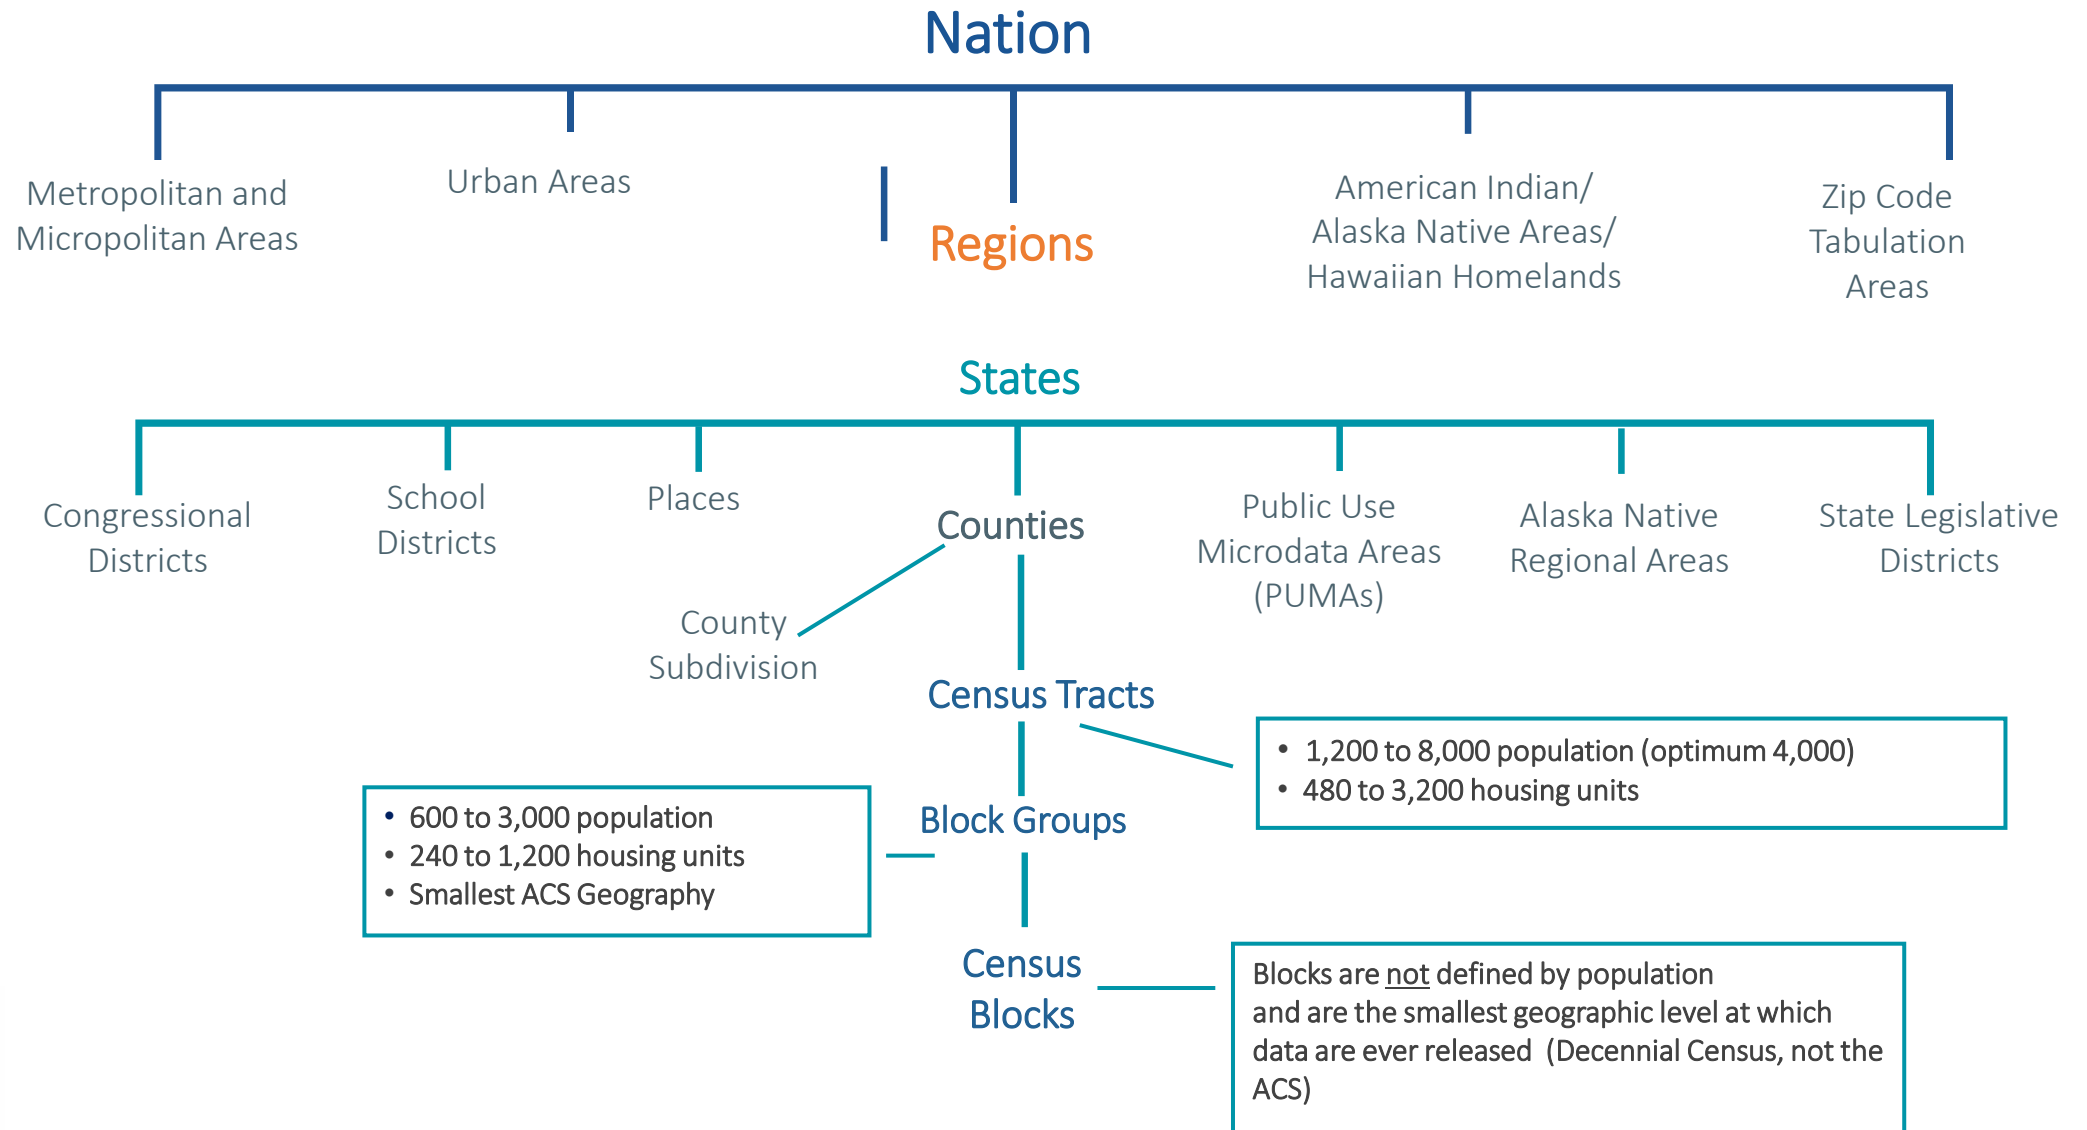 Nation
Metropolitan and
Micropolitan Areas
Urban Areas
Regions
American Indian/
Alaska Native Areas/
Hawaiian Homelands
Zip Code
Tabulation
Areas
States
Congressional
Districts
School
Districts
Places
Counties
Public Use
Microdata Areas
(PUMAs)
Alaska Native
Regional Areas
State Legislative
Districts
County
Subdivision
Census Tracts
• 1,200 to 8,000 population (optimum 4,000)
• 480 to 3,200 housing units
Block Groups
• 600 to 3,000 population
• 240 to 1,200 housing units
• Smallest ACS Geography
Census
Blocks
Blocks are not defined by population
and are the smallest geographic level at which
data are ever released (Decennial Census, not the
ACS)